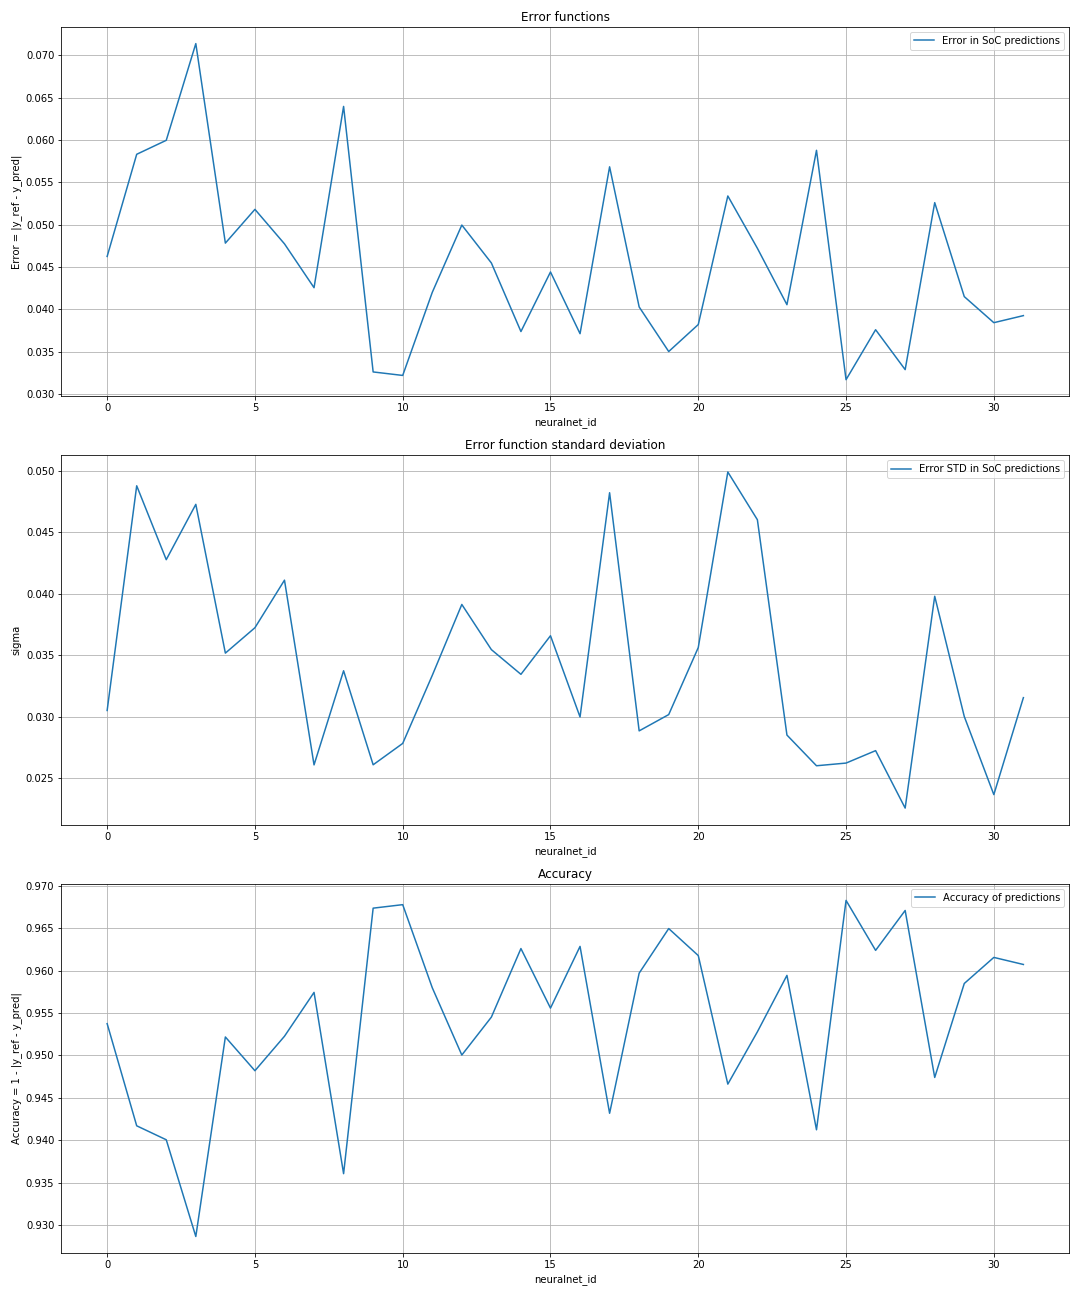 Error functions
Error in SoC predictions
0.070
0.065
0.060
0.055
0.050
0.045
0.040
0.035
0.030
Error = |y_ref - y_pred|
0 5 10 15 20 25 30
neuralnet_id
Error function standard deviation
Error STD in SoC predictions
0.050
0.045
0.040
0.035
0.030
0.025
sigma
0 5 10 15 20 25 30
neuralnet_id
Accuracy
Accuracy of predictions
0.970
0.965
0.960
0.955
0.950
0.945
0.940
0.935
0.930
Accuracy = 1 - |y_ref - y_pred|
0 5 10 15 20 25 30
neuralnet_id